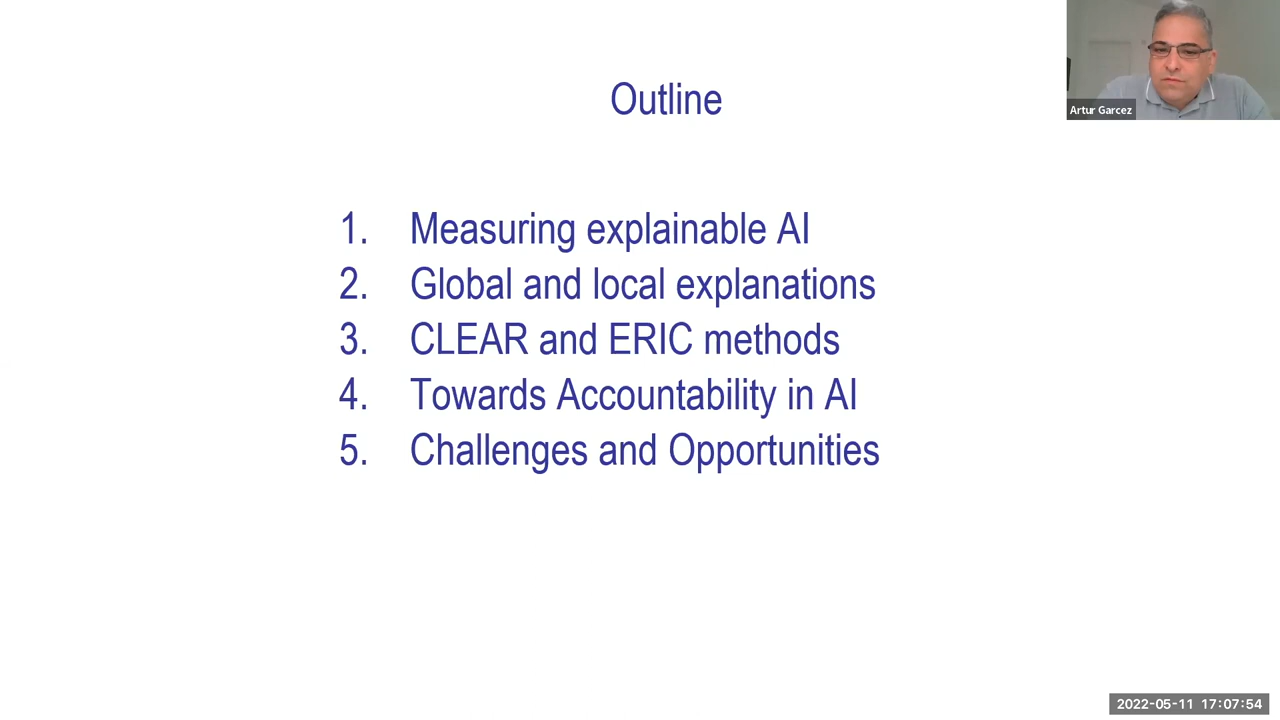 Outline
Artur Garcez
1. Measuring explainable AI
2. Global and local explanations
3. CLEAR and ERIC methods
4. Towards Accountability in AI
5. Challenges and Opportunities
2022-05-11 17:07:54